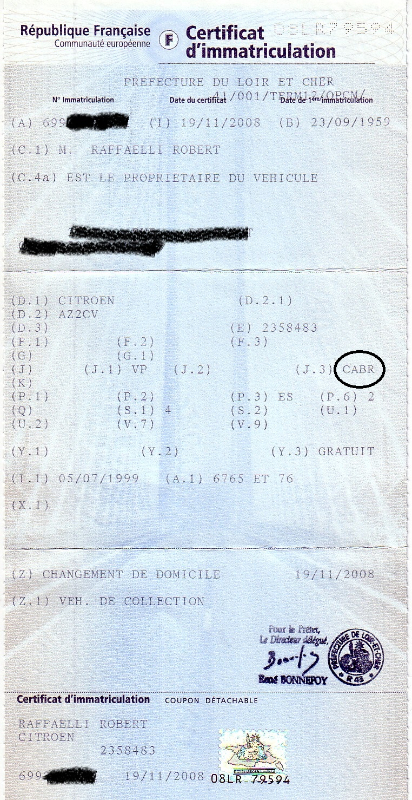 République Française
Communauté européenne
F
Certificat
d'immatriculation
08LR79594
PREFECTURE DU LOIR ET CHER
41/001/TERM12/OPCM/
N° Immatriculation Date du certificat Date de 1ère immatriculation
(A) 699 (I) 19/11/2008 (B) 23/09/1959
(C.1) M. RAFFAELLI ROBERT
(C.4a) EST LE PROPRIETAIRE DU VEHICULE
(D.1) CITROEN (D.2.1)
(D.2) AZ2CV
(D.3) (E) 2358483
(F.1) (F.2) (F.3)
(G) (G.1)
(J) (J.1) VP (J.2) (J.3) CABR
(K)
(P.1) (P.2) (P.3) ES (P.6) 2
(Q) (S.1) 4 (S.2) (U.1)
(U.2) (V.7) (V.9)
(Y.1) (Y.2) (Y.3) GRATUIT
(I.1) 05/07/1999 (A.1) 6765 ET 76
(X.1)
(Z) CHANGEMENT DE DOMICILE 19/11/2008
(Z.1) VEH. DE COLLECTION
Pour le Préfet,
Le Directeur délégué,
René BONNEFOY
PREFECTURE DE LOIR-ET-CHER
Certificat d'immatriculation COUPON DÉTACHABLE
RAFFAELLI ROBERT
CITROEN
2358483
699 19/11/2008 08LR 79594